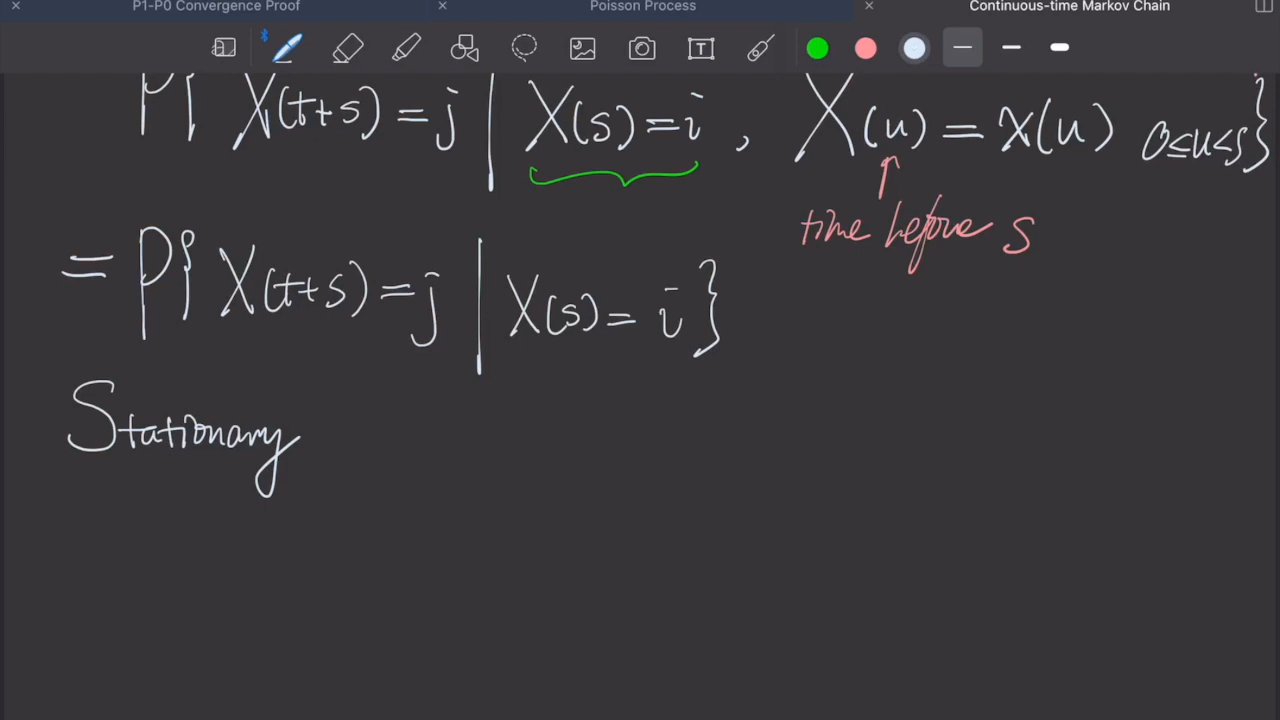 P1-P0 Convergence Proof Poisson Process Continuous-time Markov Chain
P{ X(t+s) = j | X(s) = i , X(u) = x(u) 0≤u<s }
time before s
= P{ X(t+s) = j | X(s) = i }
Stationary